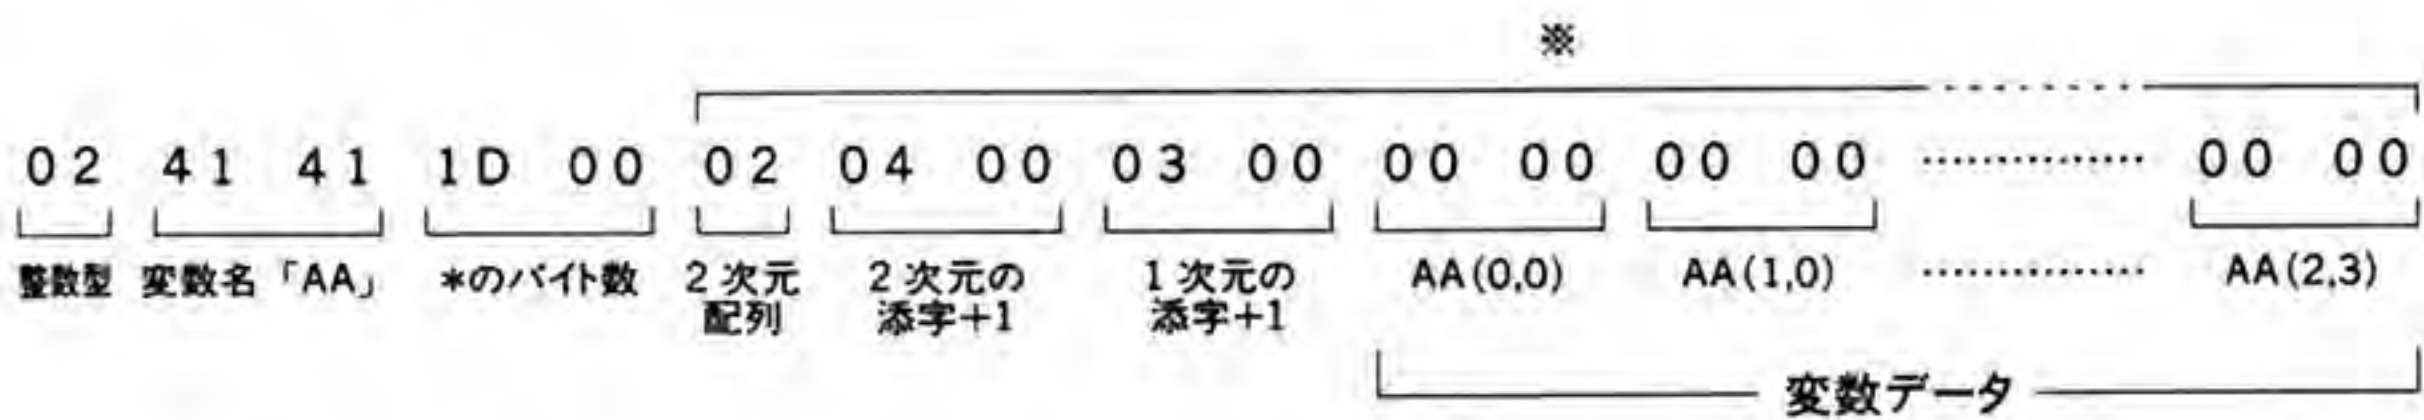 ※
02 41 41 1D 00 02 04 00 03 00 00 00 00 00 ............... 00 00
整数型 変数名「AA」 *のバイト数 2次元 2次元の 1次元の AA(0,0) AA(1,0) ............... AA(2,3)
配列 添字+1 添字+1
変数データ